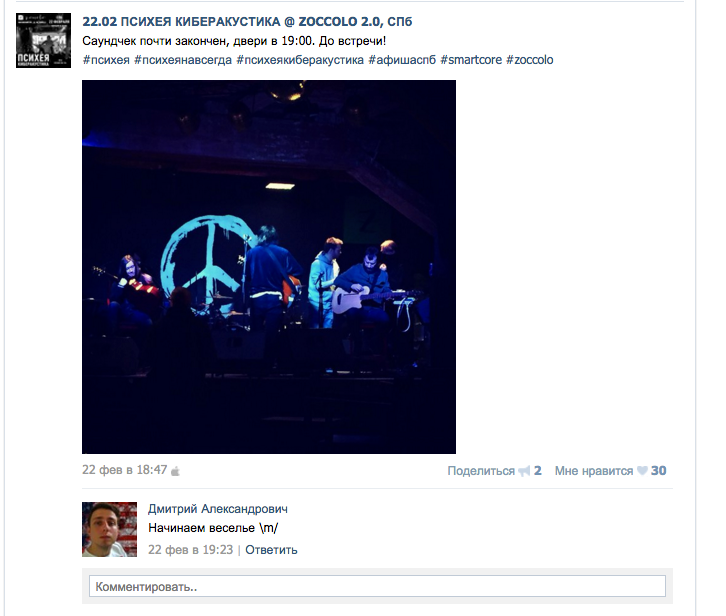 22.02 ПСИХЕЯ КИБЕРАКУСТИКА @ ZOCCOLO 2.0, СПб
Саундчек почти закончен, двери в 19:00. До встречи!
#психея #психеянавсегда #психеякиберакустика #афишаспб #smartcore #zoccolo
ПСИХЕЯ
КИБЕРАКУСТИКА
22 фев в 18:47
Поделиться 2 Мне нравится 30
Дмитрий Александрович
Начинаем веселье \m/
22 фев в 19:23 | Ответить
Комментировать..